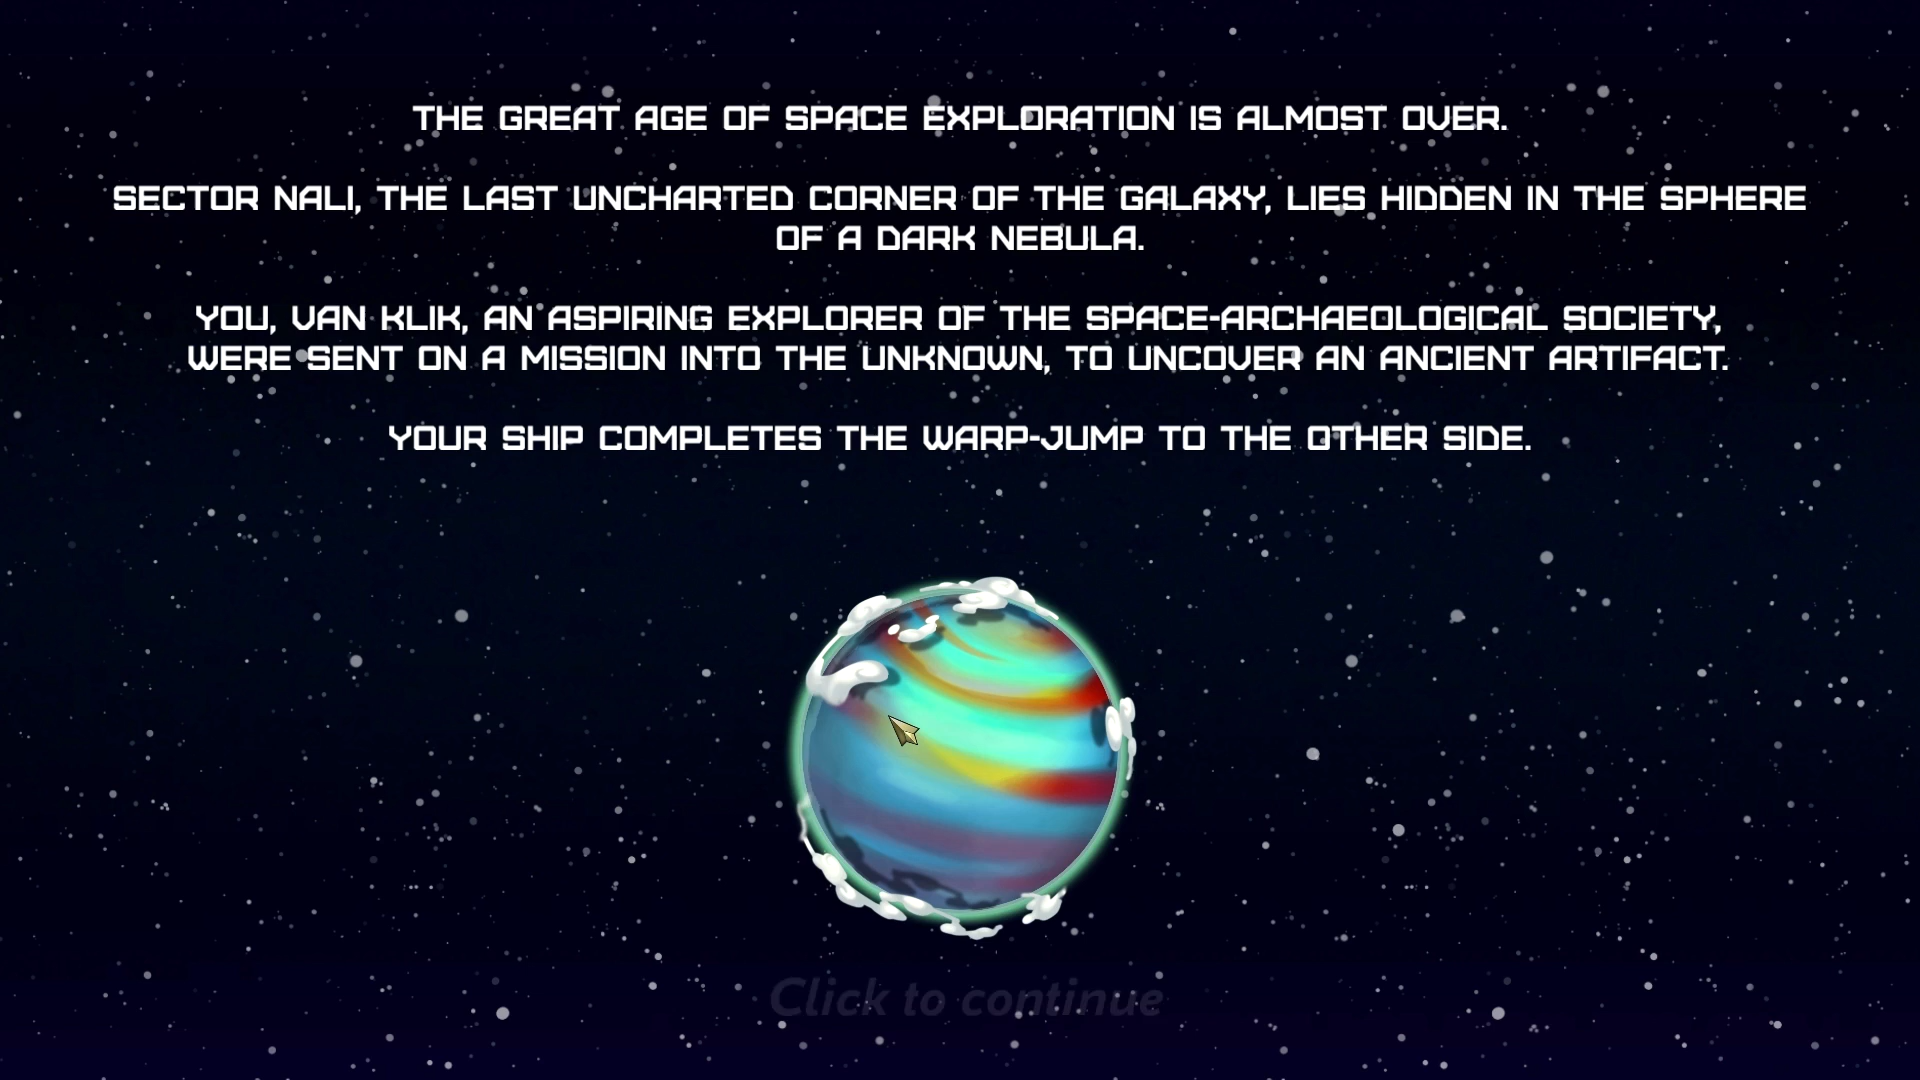 THE GREAT AGE OF SPACE EXPLORATION IS ALMOST OVER.
SECTOR NALI, THE LAST UNCHARTED CORNER OF THE GALAXY, LIES HIDDEN IN THE SPHERE
OF A DARK NEBULA.
YOU, VAN KLIK, AN ASPIRING EXPLORER OF THE SPACE-ARCHAEOLOGICAL SOCIETY,
WERE SENT ON A MISSION INTO THE UNKNOWN, TO UNCOVER AN ANCIENT ARTIFACT.
YOUR SHIP COMPLETES THE WARP-JUMP TO THE OTHER SIDE.
Click to continue